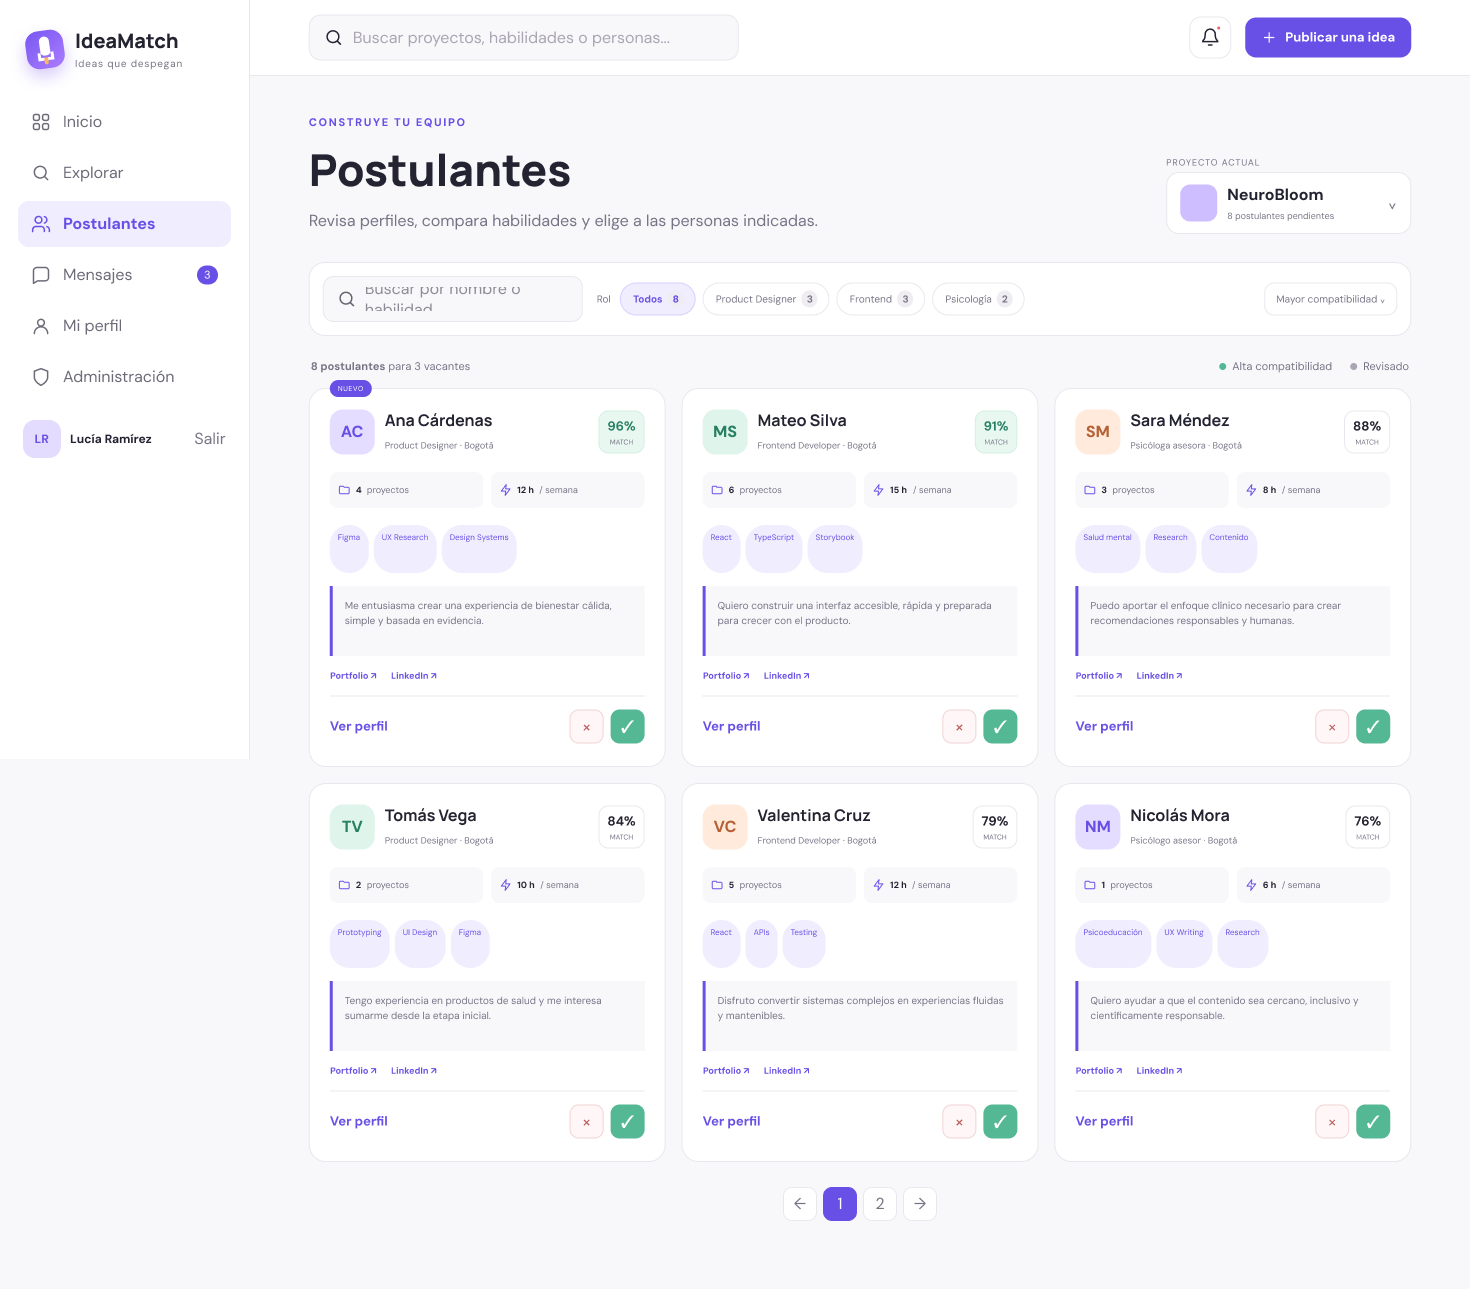 IdeaMatch
Ideas que despegan
Inicio
Explorar
Postulantes
Mensajes 3
Mi perfil
Administración
LR Lucía Ramírez Salir
Buscar proyectos, habilidades o personas...
Publicar una idea
CONSTRUYE TU EQUIPO
Postulantes
Revisa perfiles, compara habilidades y elige a las personas indicadas.
PROYECTO ACTUAL
NeuroBloom
8 postulantes pendientes
Buscar por nombre o
habilidad
Rol Todos 8 Product Designer 3 Frontend 3 Psicología 2
Mayor compatibilidad
8 postulantes para 3 vacantes
Alta compatibilidad Revisado
NUEVO
AC Ana Cárdenas
Product Designer · Bogotá
96%
MATCH
4 proyectos 12 h / semana
Figma UX Research Design Systems
Me entusiasma crear una experiencia de bienestar cálida,
simple y basada en evidencia.
Portfolio ↗ LinkedIn ↗
Ver perfil × ✓
MS Mateo Silva
Frontend Developer · Bogotá
91%
MATCH
6 proyectos 15 h / semana
React TypeScript Storybook
Quiero construir una interfaz accesible, rápida y preparada
para crecer con el producto.
Portfolio ↗ LinkedIn ↗
Ver perfil × ✓
SM Sara Méndez
Psicóloga asesora · Bogotá
88%
MATCH
3 proyectos 8 h / semana
Salud mental Research Contenido
Puedo aportar el enfoque clínico necesario para crear
recomendaciones responsables y humanas.
Portfolio ↗ LinkedIn ↗
Ver perfil × ✓
TV Tomás Vega
Product Designer · Bogotá
84%
MATCH
2 proyectos 10 h / semana
Prototyping UI Design Figma
Tengo experiencia en productos de salud y me interesa
sumarme desde la etapa inicial.
Portfolio ↗ LinkedIn ↗
Ver perfil × ✓
VC Valentina Cruz
Frontend Developer · Bogotá
79%
MATCH
5 proyectos 12 h / semana
React APIs Testing
Disfruto convertir sistemas complejos en experiencias fluidas
y mantenibles.
Portfolio ↗ LinkedIn ↗
Ver perfil × ✓
NM Nicolás Mora
Psicólogo asesor · Bogotá
76%
MATCH
1 proyectos 6 h / semana
Psicoeducación UX Writing Research
Quiero ayudar a que el contenido sea cercano, inclusivo y
científicamente responsable.
Portfolio ↗ LinkedIn ↗
Ver perfil × ✓
← 1 2 →